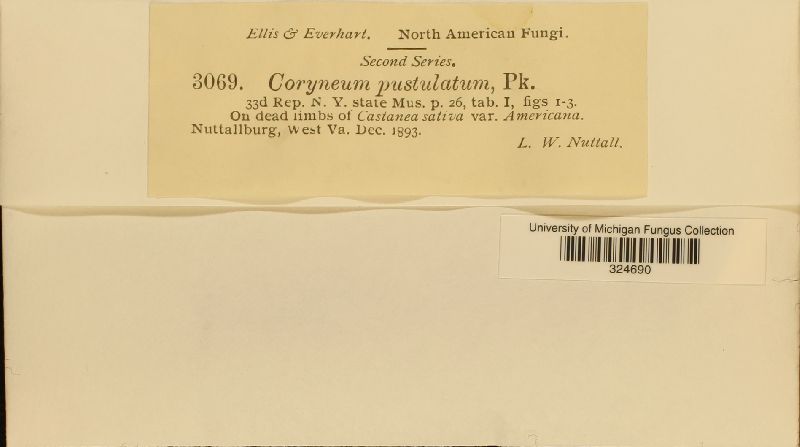 Ellis & Everhart. North American Fungi.
Second Series.
3069. Coryneum pustulatum, Pk.
33d Rep. N. Y. state Mus. p. 26, tab. I, figs 1-3.
On dead limbs of Castanea sativa var. Americana.
Nuttallburg, West Va. Dec. 1893.
L. W. Nuttall.
University of Michigan Fungus Collection
324690